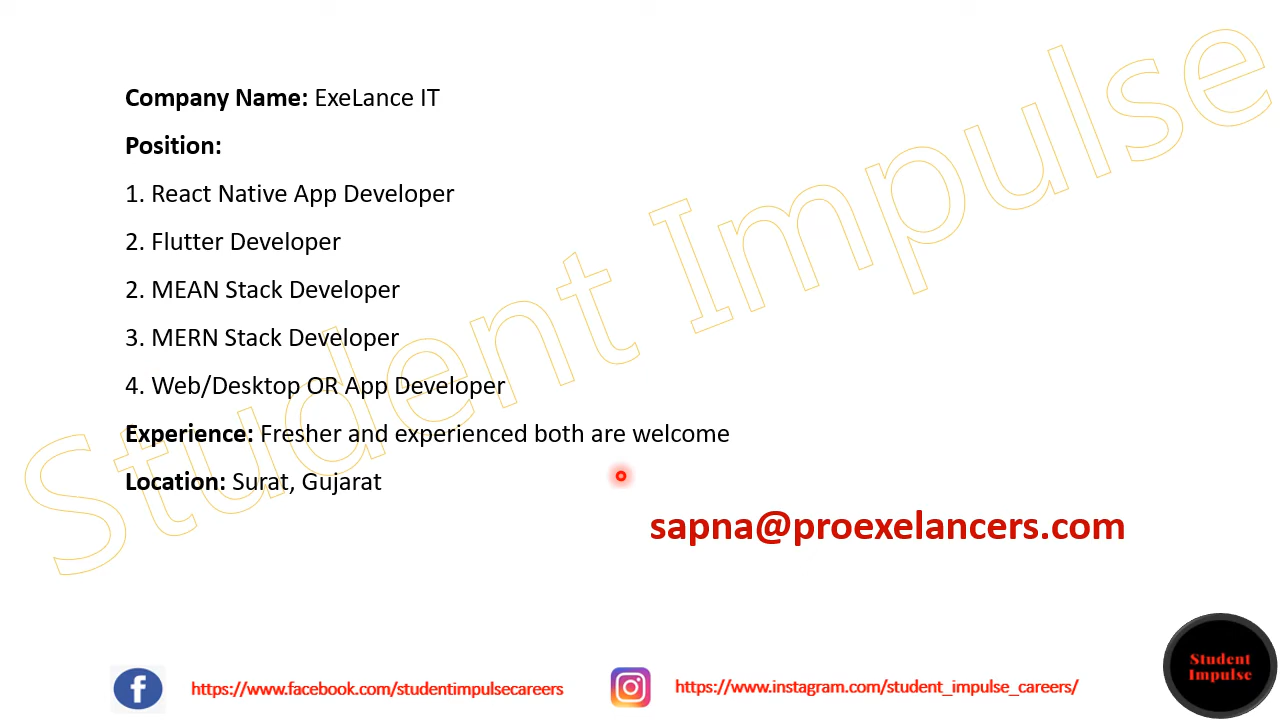 Company Name: ExeLance IT
Position:
1. React Native App Developer
2. Flutter Developer
2. MEAN Stack Developer
3. MERN Stack Developer
4. Web/Desktop OR App Developer
Experience: Fresher and experienced both are welcome
Location: Surat, Gujarat
sapna@proexelancers.com
Student Impulse
https://www.facebook.com/studentimpulsecareers
https://www.instagram.com/student_impulse_careers/
Student
Impulse